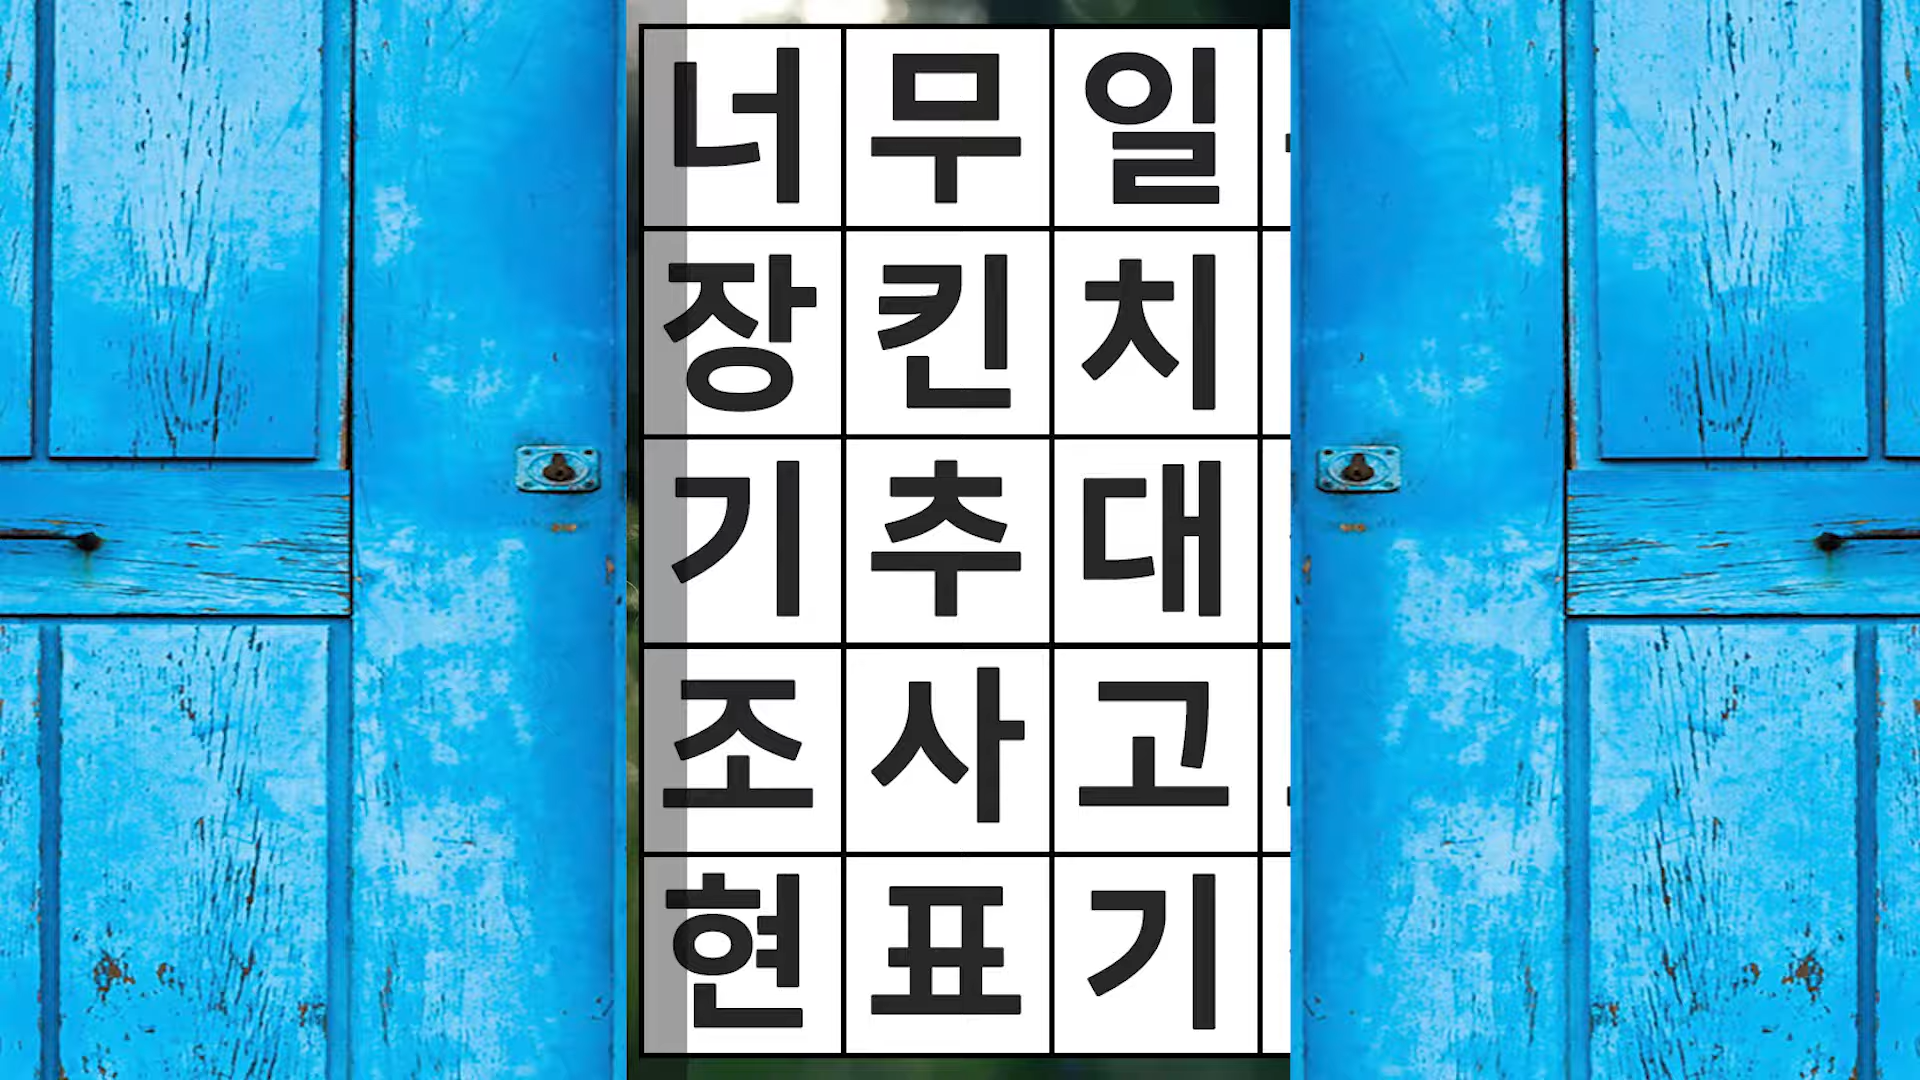 너무일
장킨치
기추대
조사고
현표기